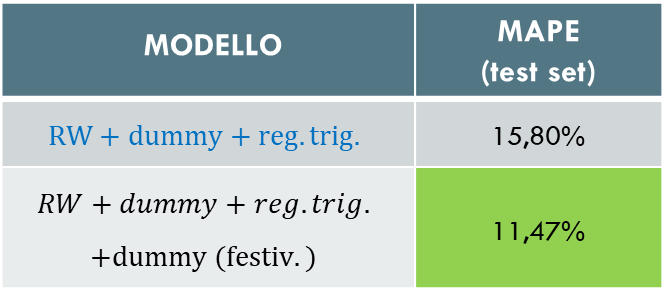 MODELLO
MAPE
(test set)
RW + dummy + reg. trig.
15,80%
RW + dummy + reg. trig.
+dummy (festiv. )
11,47%